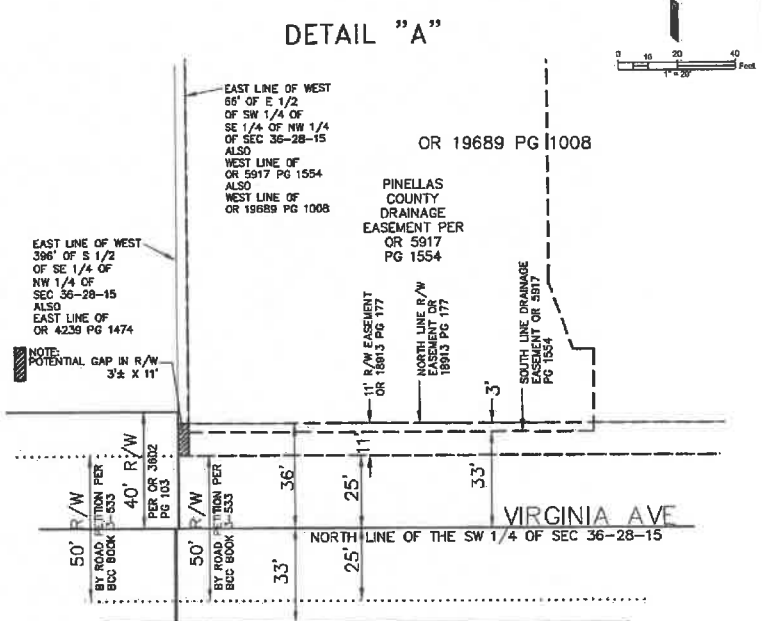 DETAIL "A"
0 10 20 40
Feet
1" = 20'
EAST LINE OF WEST
66' OF E 1/2
OF SW 1/4 OF
SE 1/4 OF NW 1/4
OF SEC 36-28-15
ALSO
WEST LINE OF
OR 5917 PG 1554
ALSO
WEST LINE OF
OR 19689 PG 1008
OR 19689 PG 1008
PINELLAS
COUNTY
DRAINAGE
EASEMENT PER
OR 5917
PG 1554
EAST LINE OF WEST
396' OF S 1/2
OF SE 1/4 OF
NW 1/4 OF
SEC 36-28-15
ALSO
EAST LINE OF
OR 4239 PG 1474
NOTE:
POTENTIAL GAP IN R/W
3'± X 11'
11' R/W EASEMENT
OR 18913 PG 177
NORTH LINE R/W
EASEMENT OR
18913 PG 177
3'
SOUTH LINE DRAINAGE
EASEMENT OR 5917
PG 1554
50' R/W
BY ROAD PETITION PER
BCC BOOK 3-533
40' R/W
PER OR 3602
PG 103
50' R/W
BY ROAD PETITION PER
BCC BOOK 3-533
36'
11'
25'
33'
VIRGINIA AVE
NORTH LINE OF THE SW 1/4 OF SEC 36-28-15
33'
25'